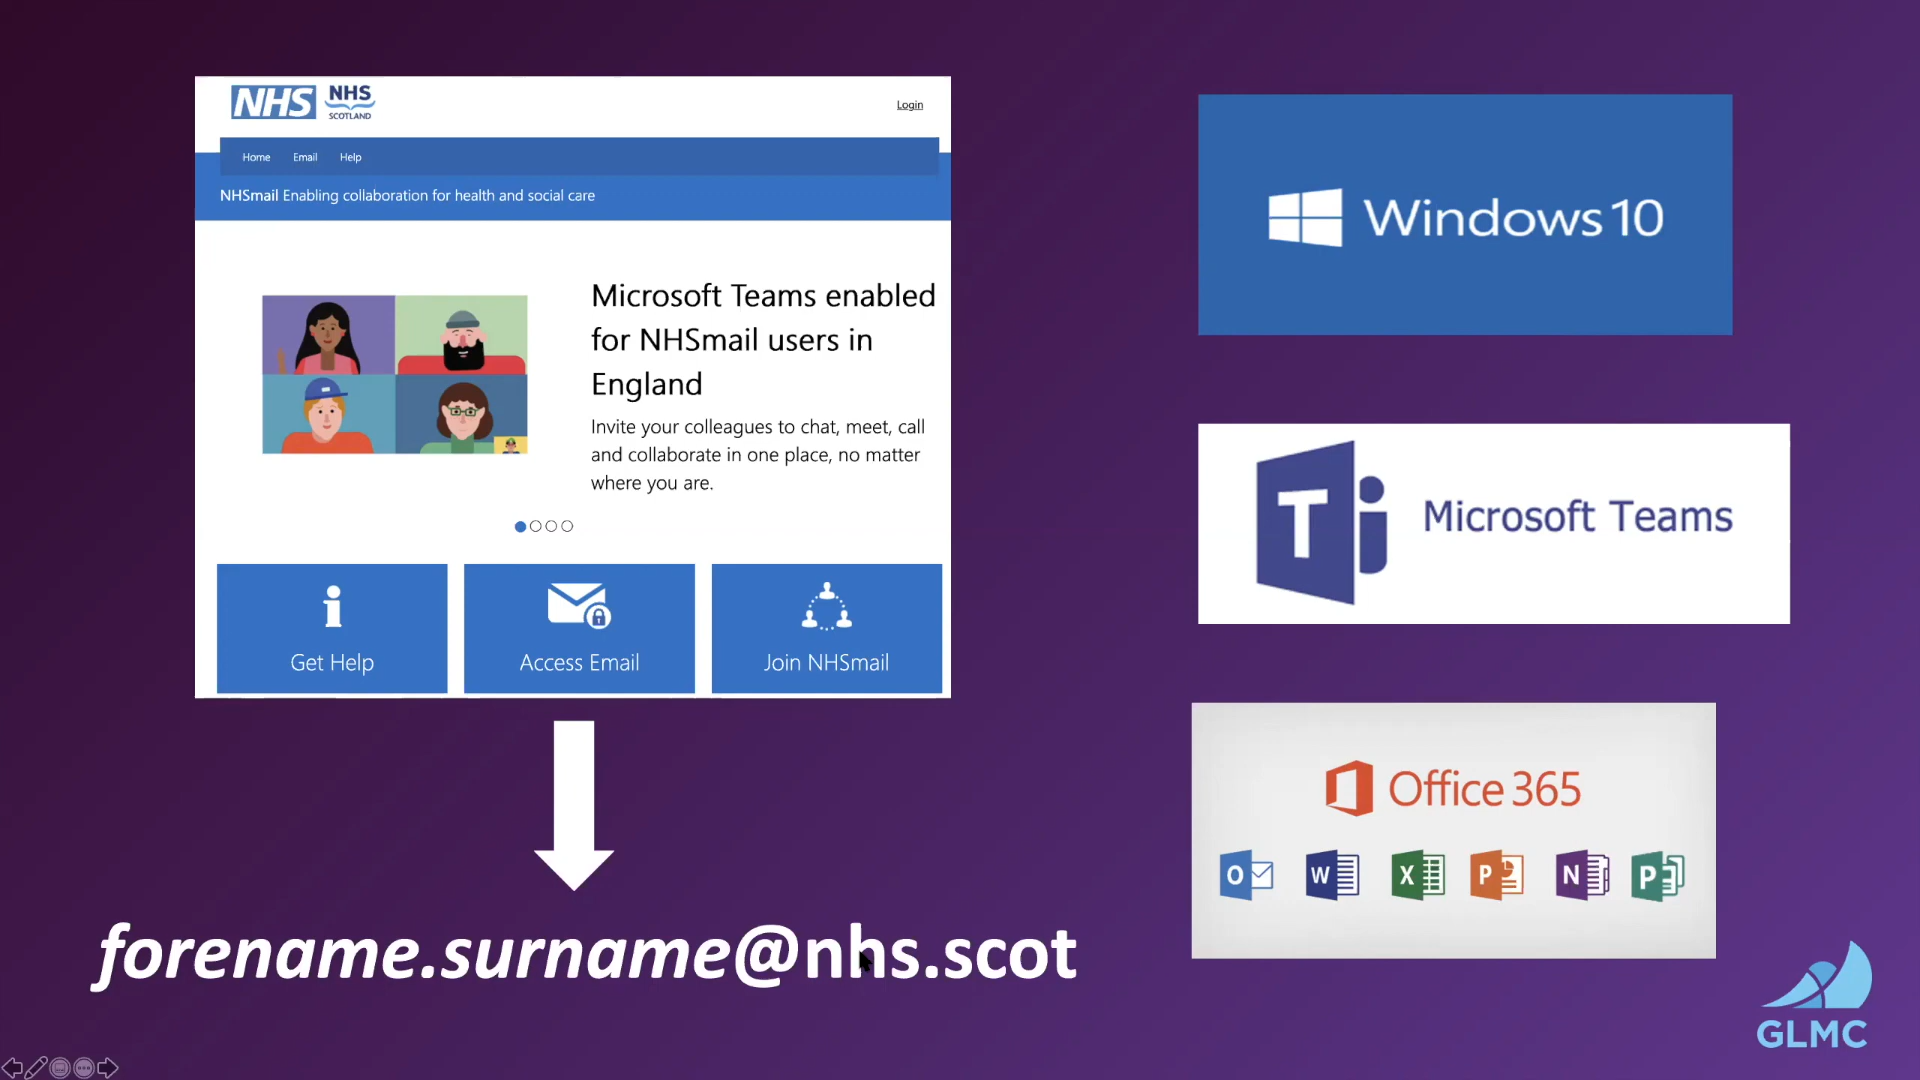 NHS
NHS
SCOTLAND
Login
Home Email Help
NHSmail Enabling collaboration for health and social care
Microsoft Teams enabled
for NHSmail users in
England
Invite your colleagues to chat, meet, call
and collaborate in one place, no matter
where you are.
Get Help
Access Email
Join NHSmail
forename.surname@nhs.scot
Windows 10
T
Microsoft Teams
Office 365
O W X P N P
GLMC